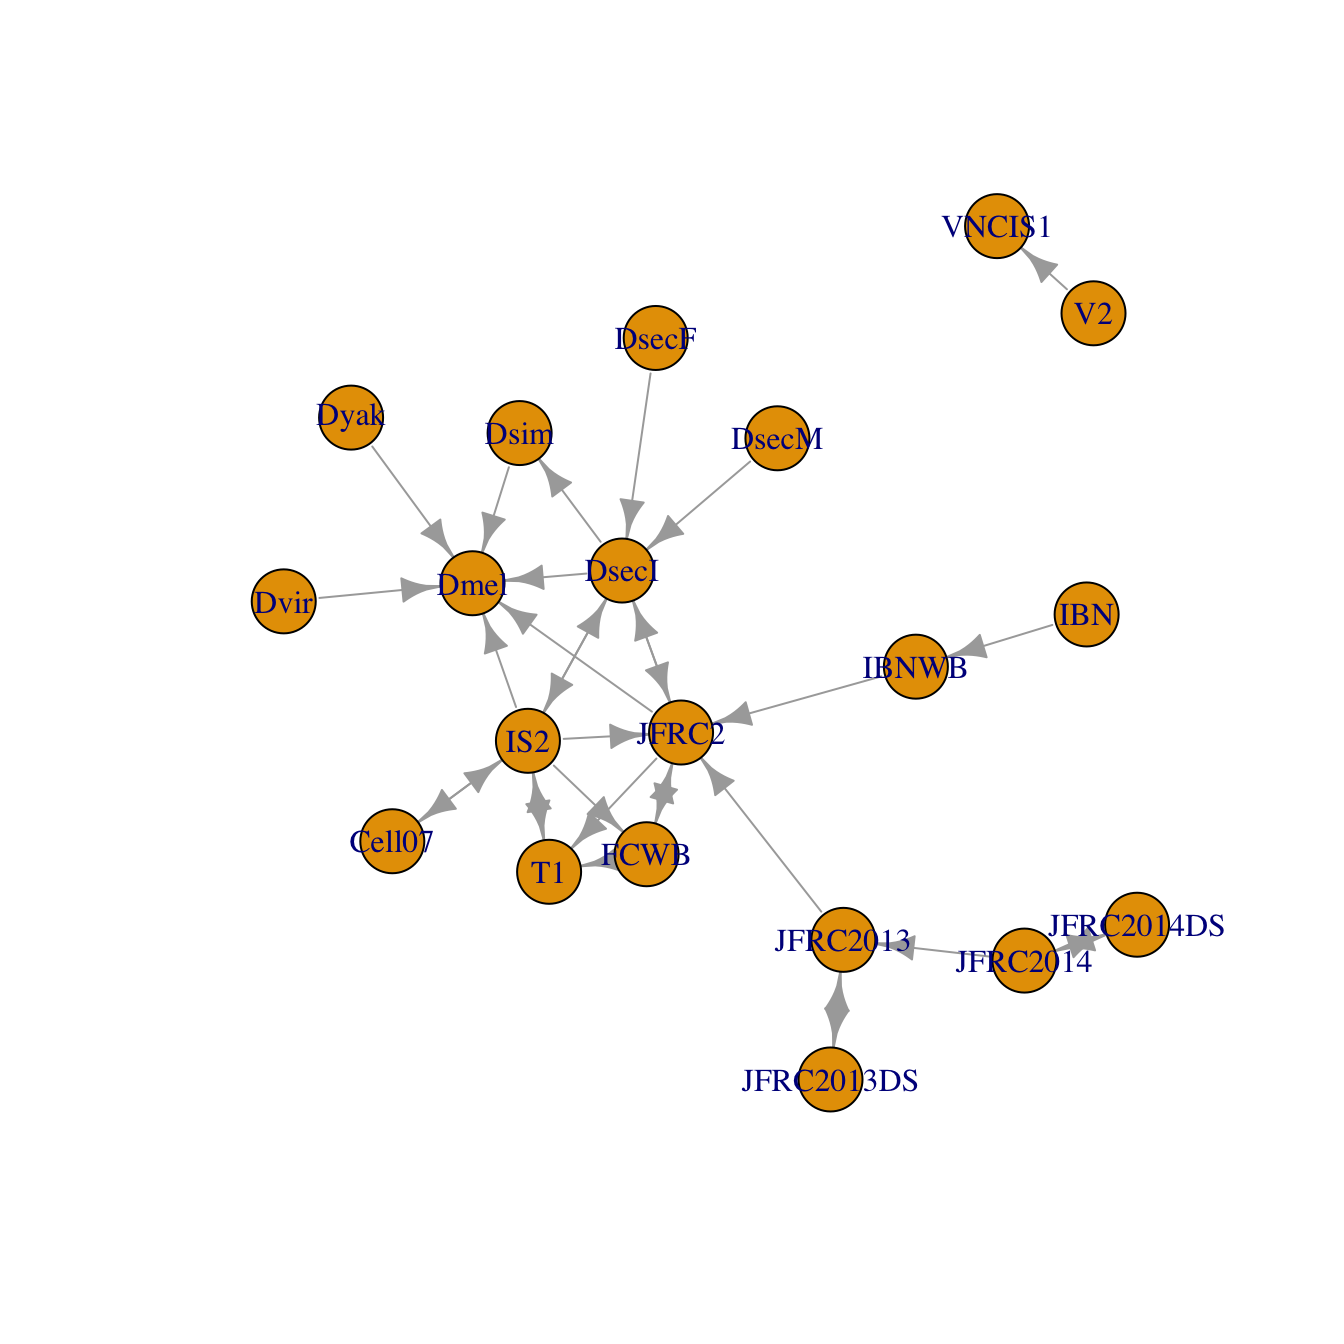 VNCIS1
V2
DsecF
Dyak
Dsim
DsecM
DsecI
Dmel
Dvir
IBN
IBNWB
JFRC2
IS2
Cell07
FCWB
T1
JFRC2014DS
JFRC2013
JFRC2014
JFRC2013DS